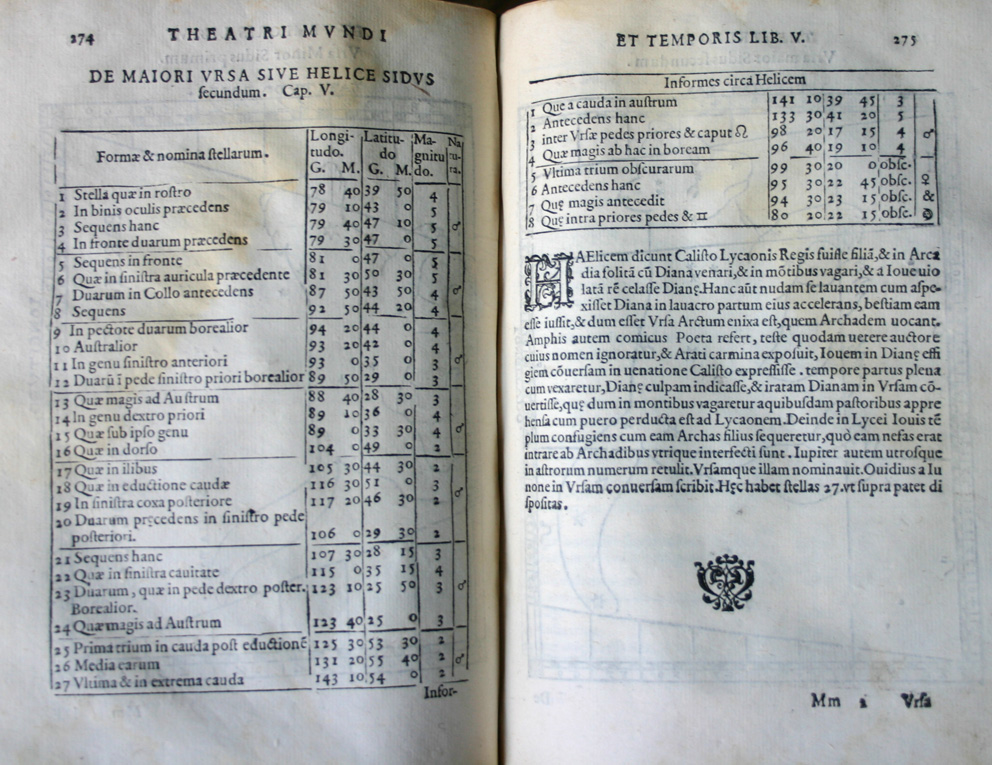 274 THEATRI MVNDI
DE MAIORI VRSA SIVE HELICE SIDVS
secundum. Cap. V.
Formæ & nomina stellarum. Longitudo. G. M. Latitudo G. M. Magnitudo. Natura.
1 Stella quæ in rostro 78 40 39 50 4
2 In binis oculis præcedens 79 10 43 0 5
3 Sequens hanc 79 40 47 10 5 ♂
4 In fronte duarum præcedens 79 30 47 0 5
5 Sequens in fronte 81 0 47 0 5
6 Quæ in sinistra auricula præcedente 81 30 50 30 5
7 Duarum in Collo antecedens 87 50 43 50 4 ♂
8 Sequens 92 50 44 20 4
9 In pectore duarum borealior 94 20 44 0 4
10 Australior 93 20 42 0 4
11 In genu sinistro anteriori 93 0 35 0 3 ♂
12 Duarũ ĩ pede sinistro priori borealior 89 50 29 0 3
13 Quæ magis ad Austrum 88 40 28 30 3
14 In genu dextro priori 89 10 36 0 4
15 Quæ sub ipso genu 89 0 33 30 4 ♂
16 Quæ in dorso 104 0 49 0 2
17 Quæ in ilibus 105 30 44 30 2
18 Quæ in eductione caudæ 116 30 51 0 3
19 In sinistra coxa posteriore 117 20 46 30 2 ♂
20 Duarum pręcedens in sinistro pede
posteriori. 106 0 29 30 2
21 Sequens hanc 107 30 28 15 3
22 Quæ in sinistra cauitate 115 0 35 15 4
23 Duarum, quæ in pede dextro poster. 123 10 25 50 3 ♂
Borealior.
24 Quæ magis ad Austrum 123 40 25 0 3
25 Prima trium in cauda post eductionẽ 125 30 53 30 2
26 Media earum 131 20 55 40 2 ♂
27 Vltima & in extrema cauda 143 10 54 0 2
Infor-
ET TEMPORIS LIB. V. 275
Informes circa Helicem
1 Que a cauda in austrum 141 10 39 45 3
2 Antecedens hanc 133 30 41 20 5
3 inter Vrsæ pedes priores & caput ♌ 98 20 17 15 4 ♂
4 Quæ magis ab hac in boream 96 40 19 10 4
5 Vltima trium obscurarum 99 30 20 0 obsc.
6 Antecedens hanc 95 30 22 45 obsc. ♀
7 Quę magis antecedit 94 30 23 15 obsc. &
8 Quę intra priores pedes & ♊ 80 20 22 15 obsc.
HAElicem dicunt Calisto Lycaonis Regis fuisse filiã, & in Arca
dia solitã cũ Diana venari, & in mõtibus vagari, & a Ioue uio
latã rẽ celasse Dianę. Hanc aũt nudam se lauantem cum aspe-
xisset Diana in lauacro partum eius accelerans, bestiam eam
esse iussit, & dum esset Vrsa Arctum enixa est, quem Archadem uocant.
Amphis autem comicus Poeta refert, teste quodam uerere auctore
cuius nomen ignoratur, & Arati carmina exposuit, Iouem in Dianę effi
giem cõuersam in uenatione Calisto expressisse. tempore partus plena
cum vexaretur, Dianę culpam indicasse, & iratam Dianam in Vrsam cõ-
uertisse, quę dum in montibus vagaretur aquibusdam pastoribus appre
hensa cum puero perducta est ad Lycaonem. Deinde in Lycei Iouis tẽ
plum confugiens cum eam Archas filius sequeretur, quò eam nefas erat
intrare ab Archadibus vtrique interfecti sunt. Iupiter autem utrosque
in astrorum numerum retulit. Vrsamque illam nominauit. Ouidius a Iu
none in Vrsam conuersam scribit. Hęc habet stellas 27. vt supra patet di
spositas.
Mm 2 Vrsa